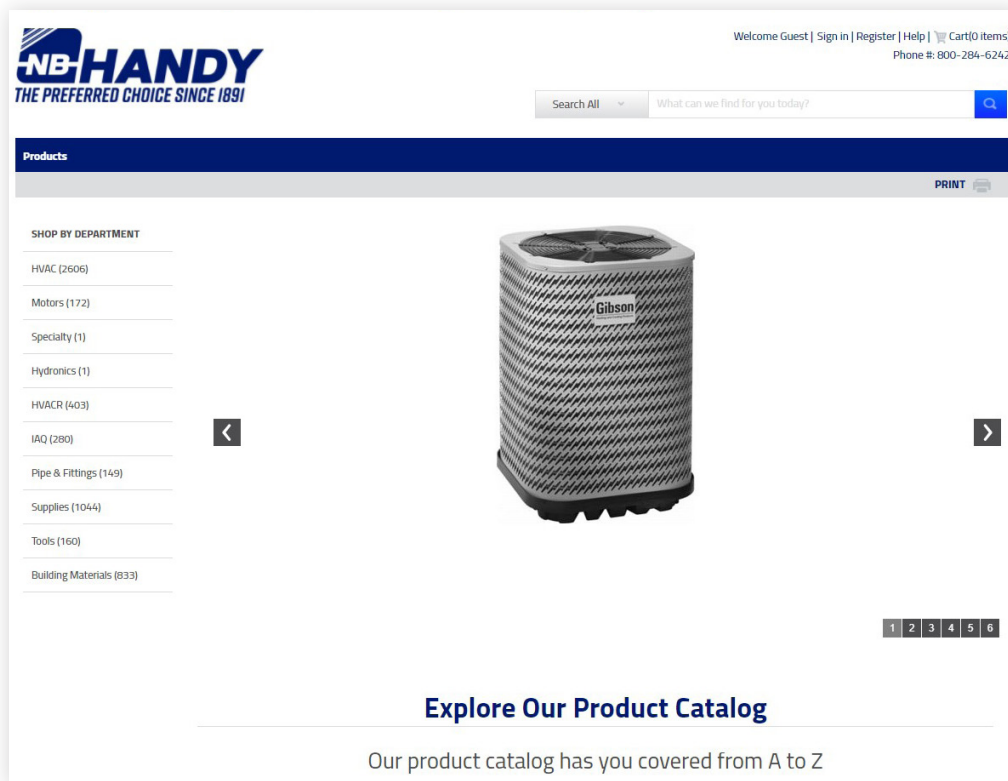 NB HANDY
THE PREFERRED CHOICE SINCE 1891
Welcome Guest | Sign in | Register | Help | Cart(0 items)
Phone #: 800-284-6242
Search All
What can we find for you today?
Products
PRINT
SHOP BY DEPARTMENT
HVAC (2606)
Motors (172)
Specialty (1)
Hydronics (1)
HVACR (403)
IAQ (280)
Pipe & Fittings (149)
Supplies (1044)
Tools (160)
Building Materials (833)
Gibson
1 2 3 4 5 6
Explore Our Product Catalog
Our product catalog has you covered from A to Z